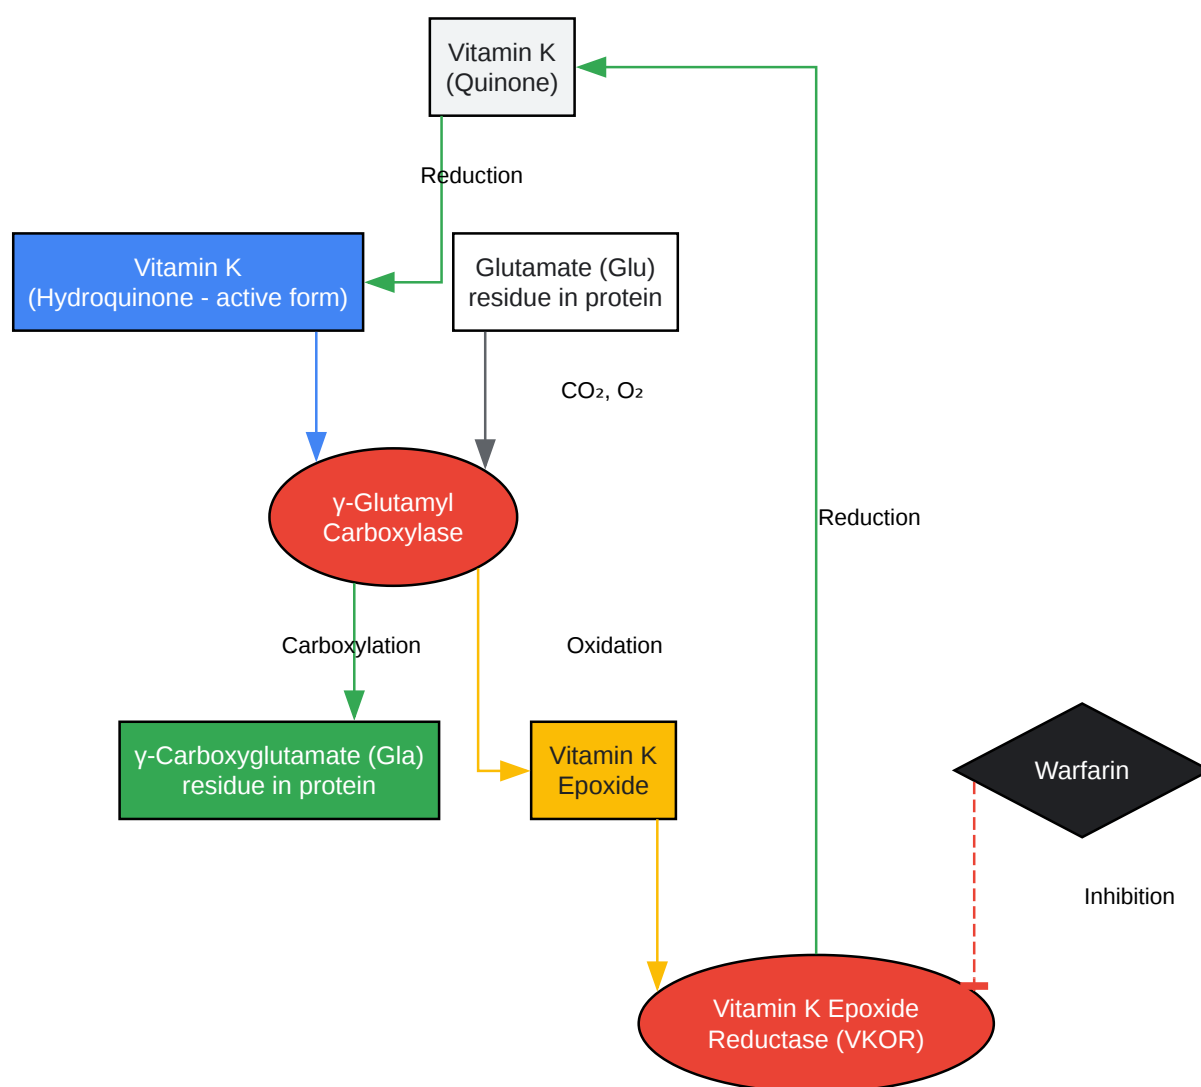 Vitamin K
(Quinone)
Reduction
Vitamin K
(Hydroquinone - active form)
Glutamate (Glu)
residue in protein
CO₂, O₂
γ-Glutamyl
Carboxylase
Reduction
Carboxylation
Oxidation
γ-Carboxyglutamate (Gla)
residue in protein
Vitamin K
Epoxide
Warfarin
Inhibition
Vitamin K Epoxide
Reductase (VKOR)